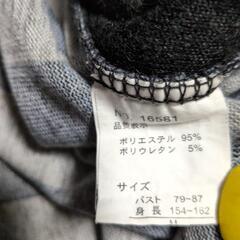 No. 16581
品質表示
ポリエステル 95%
ポリウレタン 5%
サイズ
バスト 79~87
身長 154~162
M